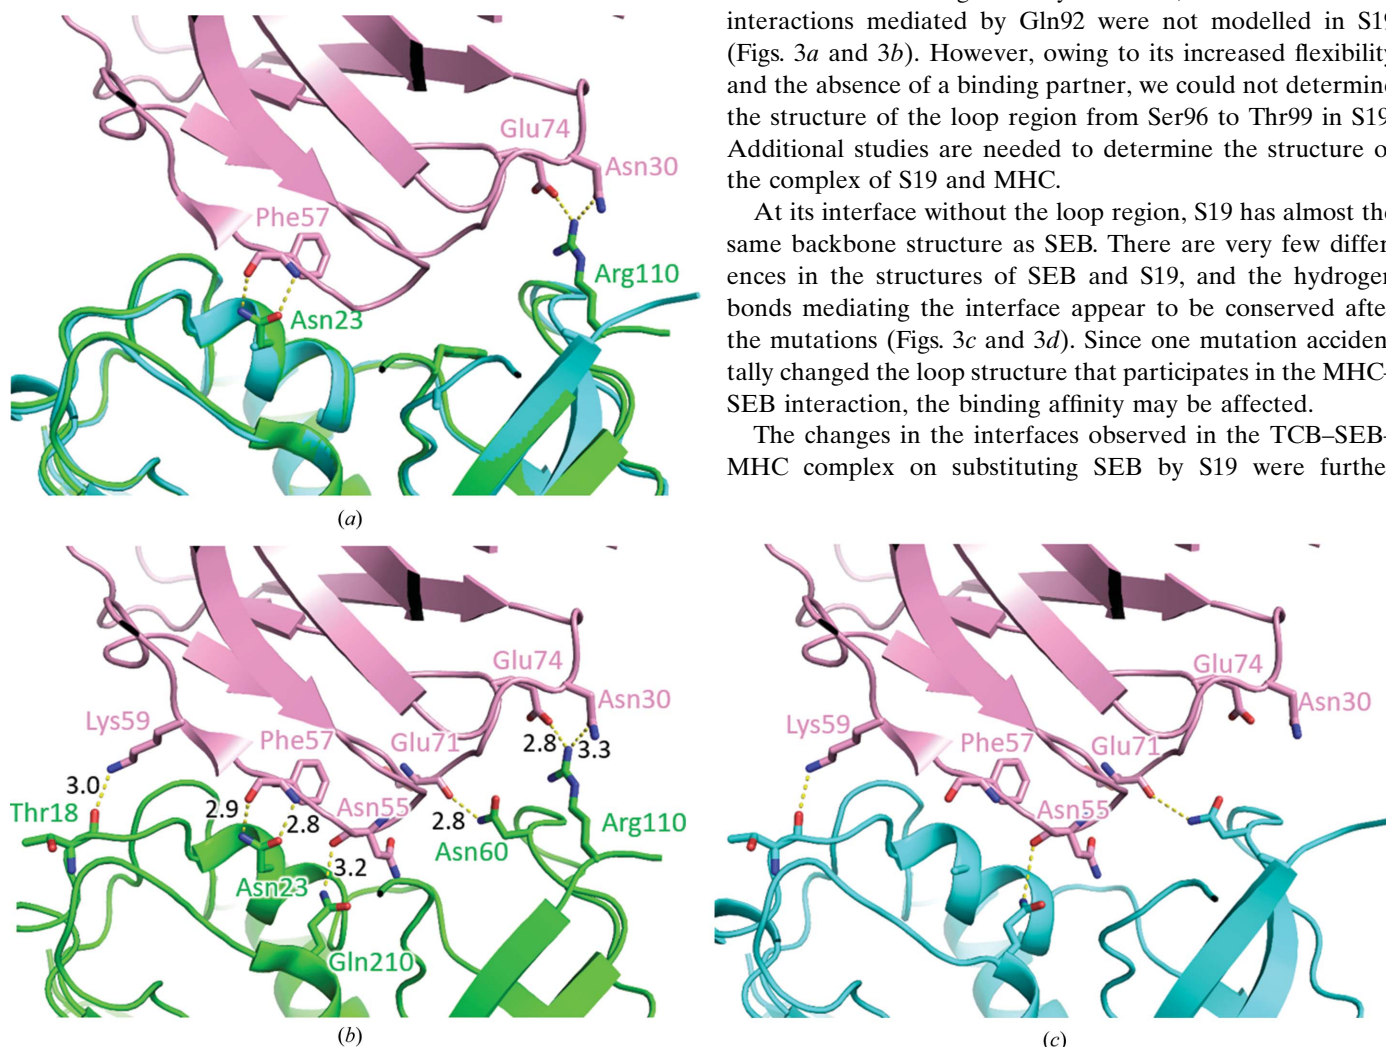 Glu74
Asn30
Phe57
Arg110
Asn23
(a)
interactions mediated by Gln92 were not modelled in S19
(Figs. 3a and 3b). However, owing to its increased flexibility
and the absence of a binding partner, we could not determin
the structure of the loop region from Ser96 to Thr99 in S19
Additional studies are needed to determine the structure o
the complex of S19 and MHC.
At its interface without the loop region, S19 has almost the
same backbone structure as SEB. There are very few differ
ences in the structures of SEB and S19, and the hydrogen
bonds mediating the interface appear to be conserved after
the mutations (Figs. 3c and 3d). Since one mutation acciden
tally changed the loop structure that participates in the MHC–
SEB interaction, the binding affinity may be affected.
The changes in the interfaces observed in the TCB–SEB–
MHC complex on substituting SEB by S19 were furthe
Glu74
Asn30
Lys59
Phe57
Glu71
2.8
3.3
3.0
Thr18
2.9
2.8
Asn55
2.8
Arg110
Asn60
3.2
Asn23
Gln210
(b)
Glu74
Asn30
Lys59
Phe57
Glu71
Asn55
(c)